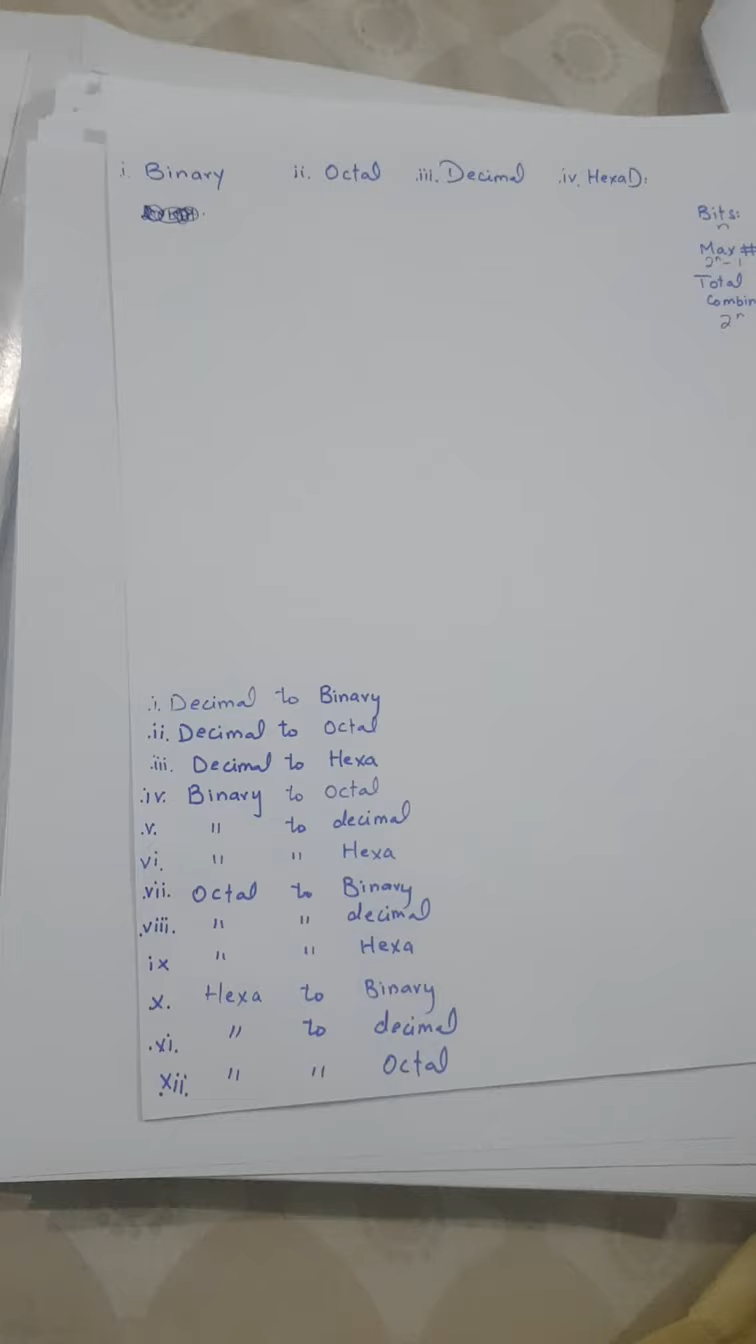 i. Binary ii. Octal .iii. Decimal .iv. HexaD:
Bits:
n
Max #
2ⁿ-1
Total
Combin
2ⁿ
.i. Decimal to Binary
.ii. Decimal to Octal
.iii. Decimal to Hexa
.iv. Binary to Octal
.v. " to decimal
vi. " " Hexa
.vii. Octal to Binary
.viii. " " decimal
ix " " Hexa
x. Hexa to Binary
.xi. " to decimal
.xii. " " Octal